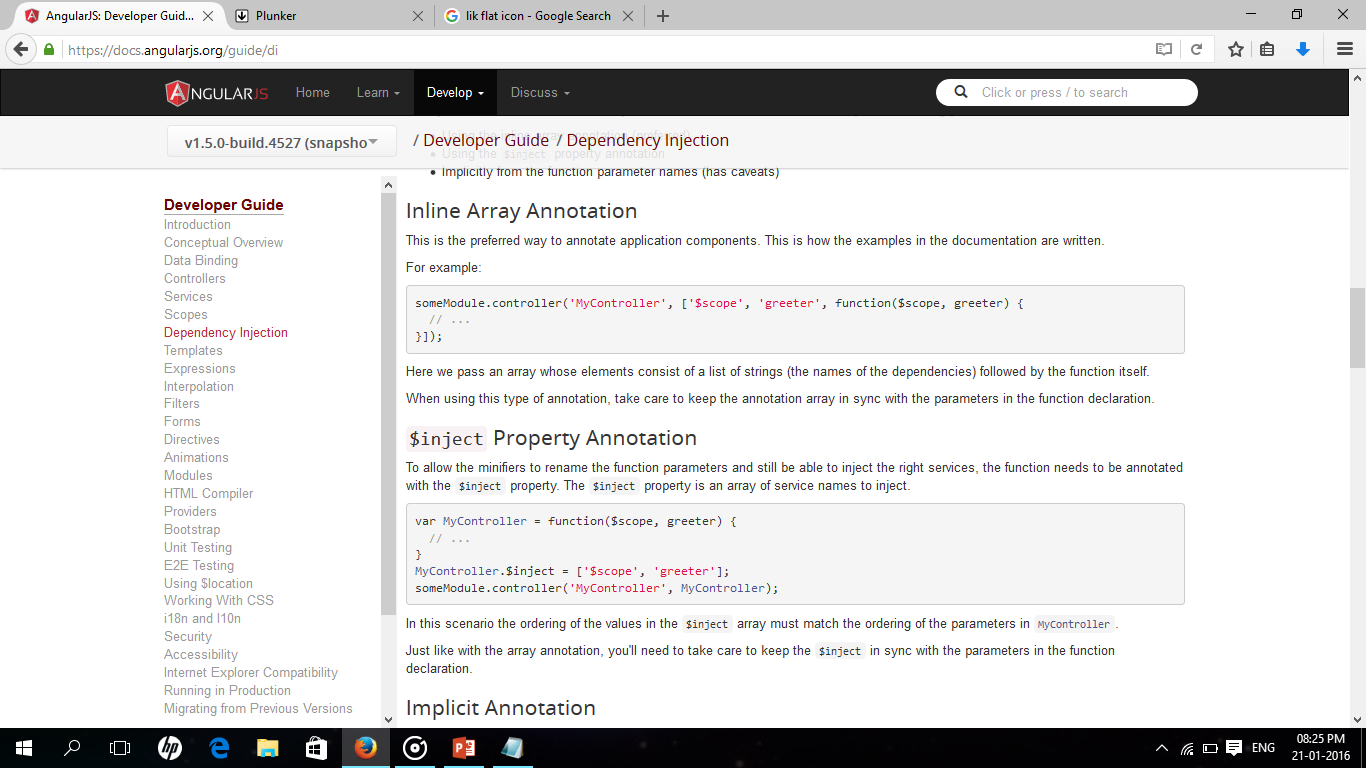 AngularJS: Developer Guid...
Plunker
lik flat icon - Google Search
https://docs.angularjs.org/guide/di
ANGULARJS
Home
Learn
Develop
Discuss
Click or press / to search
v1.5.0-build.4527 (snapsho
/ Developer Guide / Dependency Injection
Using the inline array annotation (preferred)
Using the $inject property annotation
Implicitly from the function parameter names (has caveats)
Developer Guide
Introduction
Conceptual Overview
Data Binding
Controllers
Services
Scopes
Dependency Injection
Templates
Expressions
Interpolation
Filters
Forms
Directives
Animations
Modules
HTML Compiler
Providers
Bootstrap
Unit Testing
E2E Testing
Using $location
Working With CSS
i18n and l10n
Security
Accessibility
Internet Explorer Compatibility
Running in Production
Migrating from Previous Versions
Inline Array Annotation
This is the preferred way to annotate application components. This is how the examples in the documentation are written.
For example:
someModule.controller('MyController', ['$scope', 'greeter', function($scope, greeter) {
// ...
}]);
Here we pass an array whose elements consist of a list of strings (the names of the dependencies) followed by the function itself.
When using this type of annotation, take care to keep the annotation array in sync with the parameters in the function declaration.
$inject Property Annotation
To allow the minifiers to rename the function parameters and still be able to inject the right services, the function needs to be annotated
with the $inject property. The $inject property is an array of service names to inject.
var MyController = function($scope, greeter) {
// ...
}
MyController.$inject = ['$scope', 'greeter'];
someModule.controller('MyController', MyController);
In this scenario the ordering of the values in the $inject array must match the ordering of the parameters in MyController .
Just like with the array annotation, you'll need to take care to keep the $inject in sync with the parameters in the function
declaration.
Implicit Annotation
hp
ENG
08:25 PM
21-01-2016